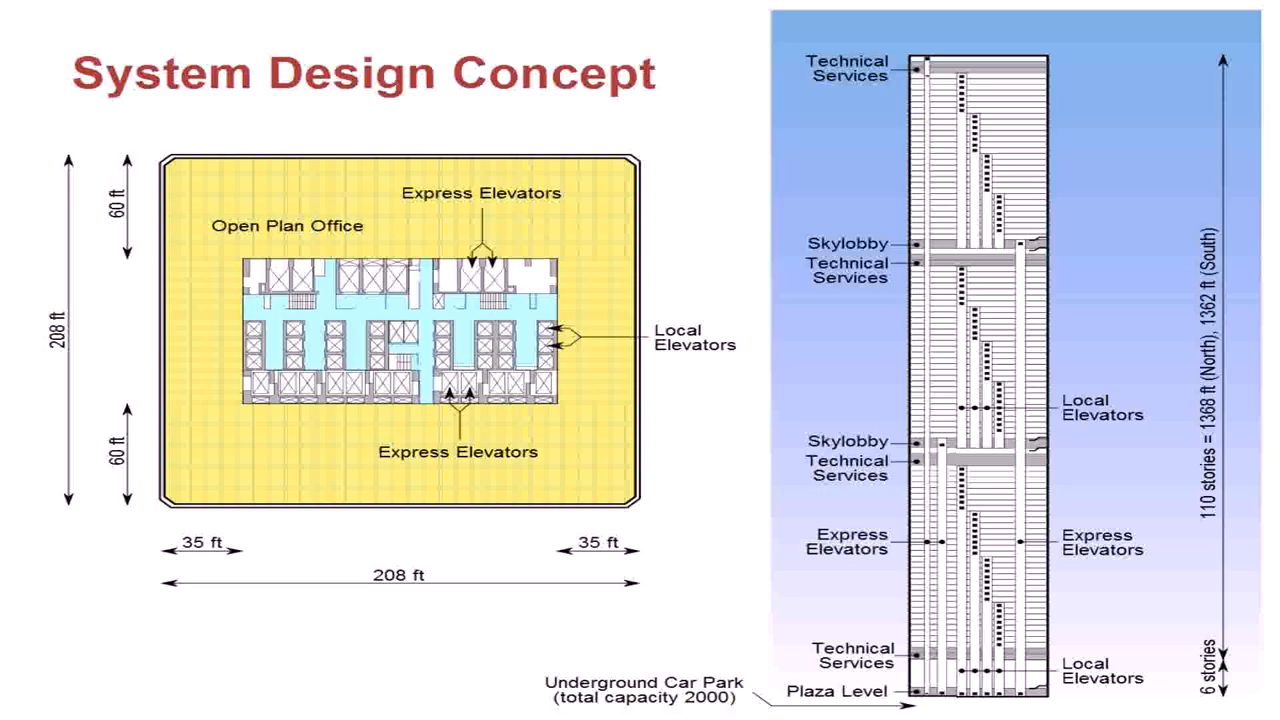 System Design Concept
60 ft
208 ft
60 ft
Open Plan Office
Express Elevators
Local
Elevators
Express Elevators
35 ft
35 ft
208 ft
Technical
Services
Skylobby
Technical
Services
Local
Elevators
Skylobby
Technical
Services
Express
Elevators
Express
Elevators
Technical
Services
Local
Elevators
Plaza Level
Underground Car Park
(total capacity 2000)
110 stories = 1368 ft (North), 1362 ft (South)
6 stories